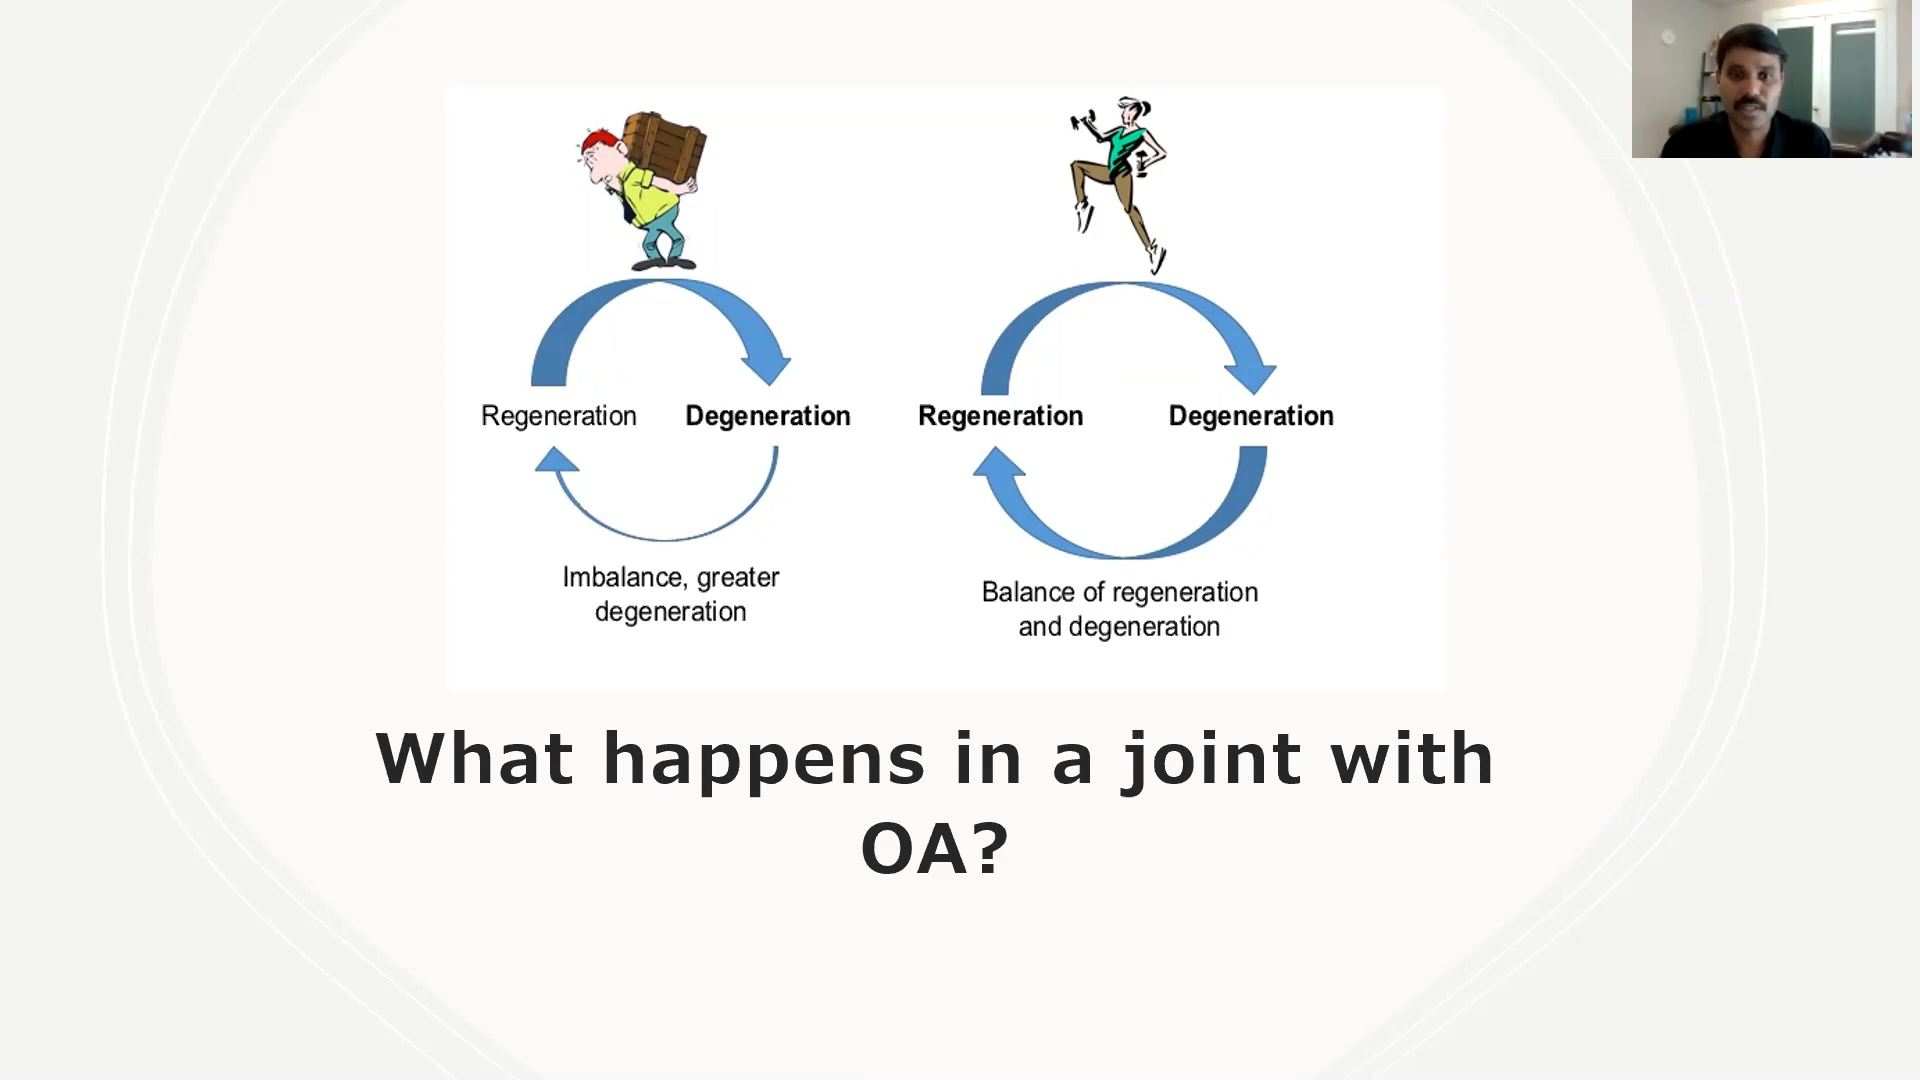 Regeneration
Degeneration
Imbalance, greater
degeneration
Regeneration
Degeneration
Balance of regeneration
and degeneration
What happens in a joint with
OA?